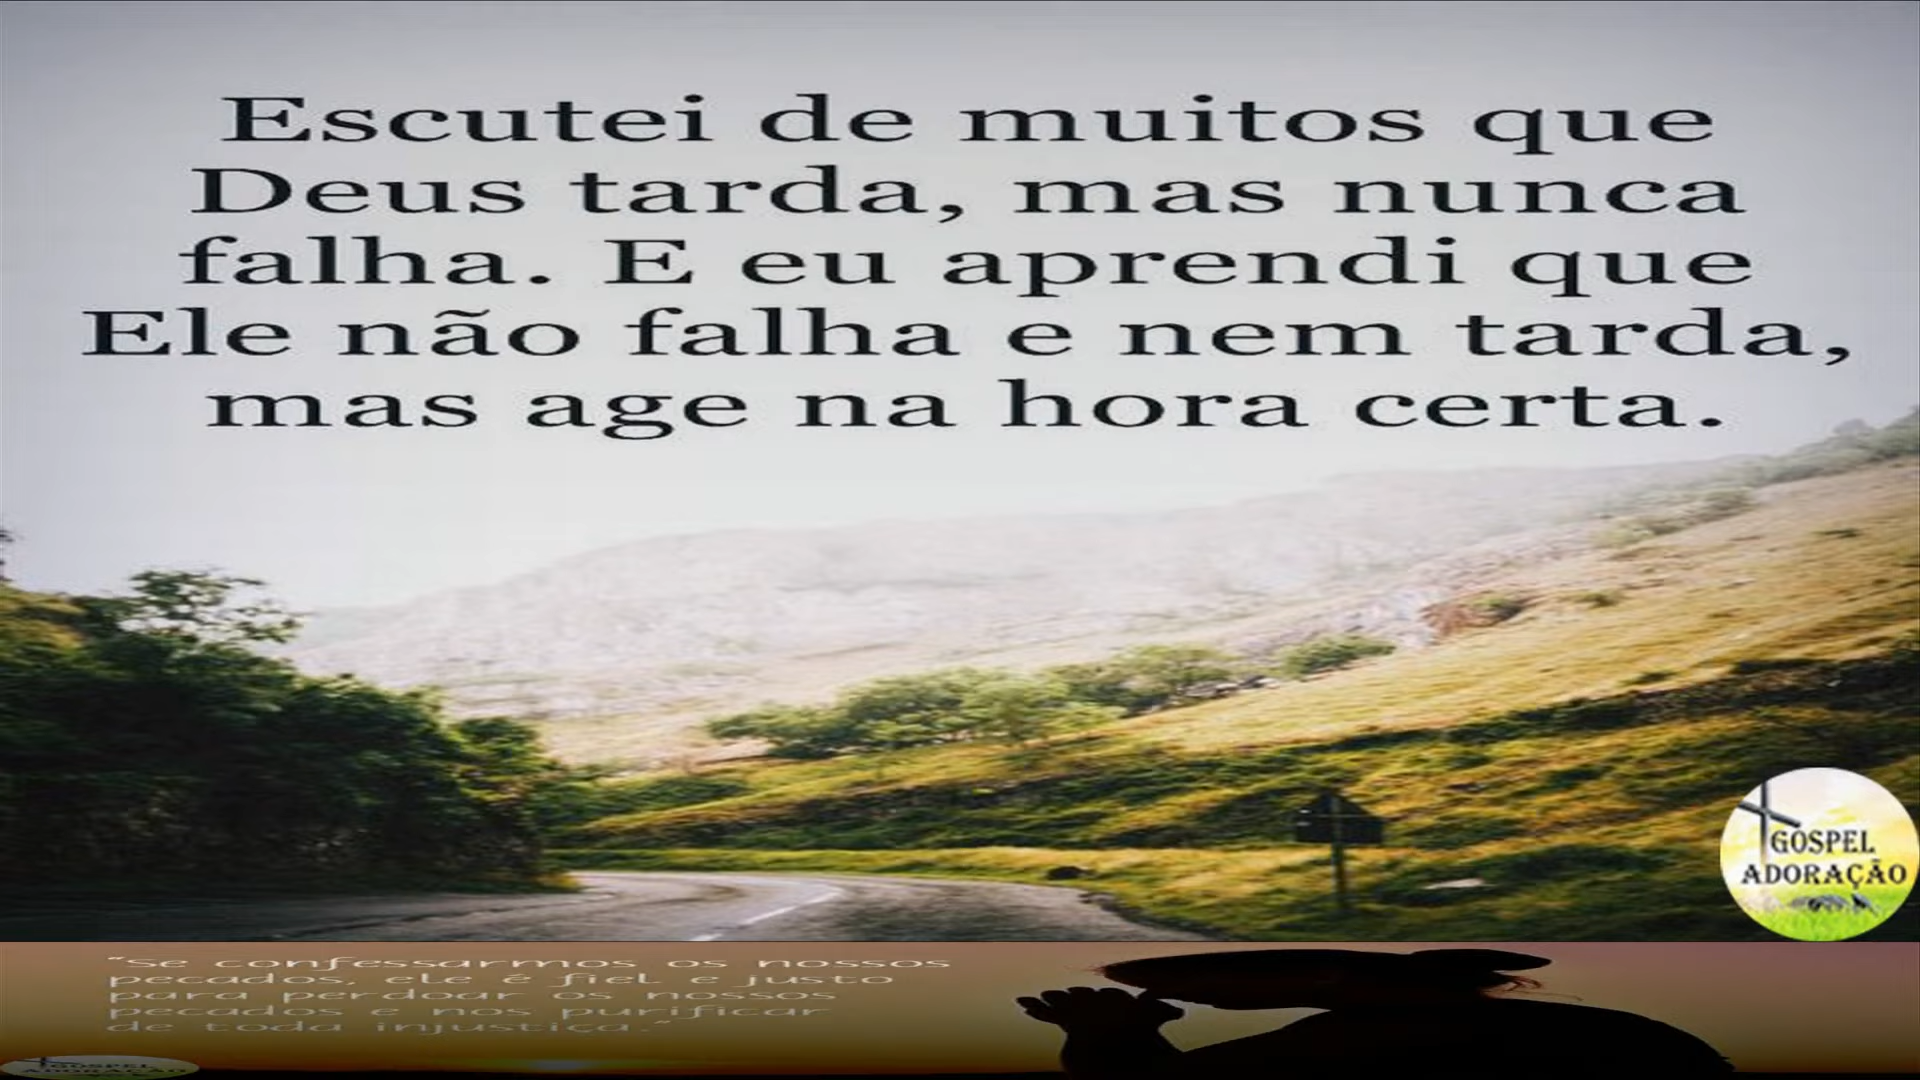 Escutei de muitos que
Deus tarda, mas nunca
falha. E eu aprendi que
Ele não falha e nem tarda,
mas age na hora certa.
GOSPEL
ADORAÇÃO
"Se confessarmos os nossos
pecados, ele é fiel e justo
para perdoar os nossos
pecados e nos purificar
de toda injustiça."
GOSPEL
ADORAÇÃO